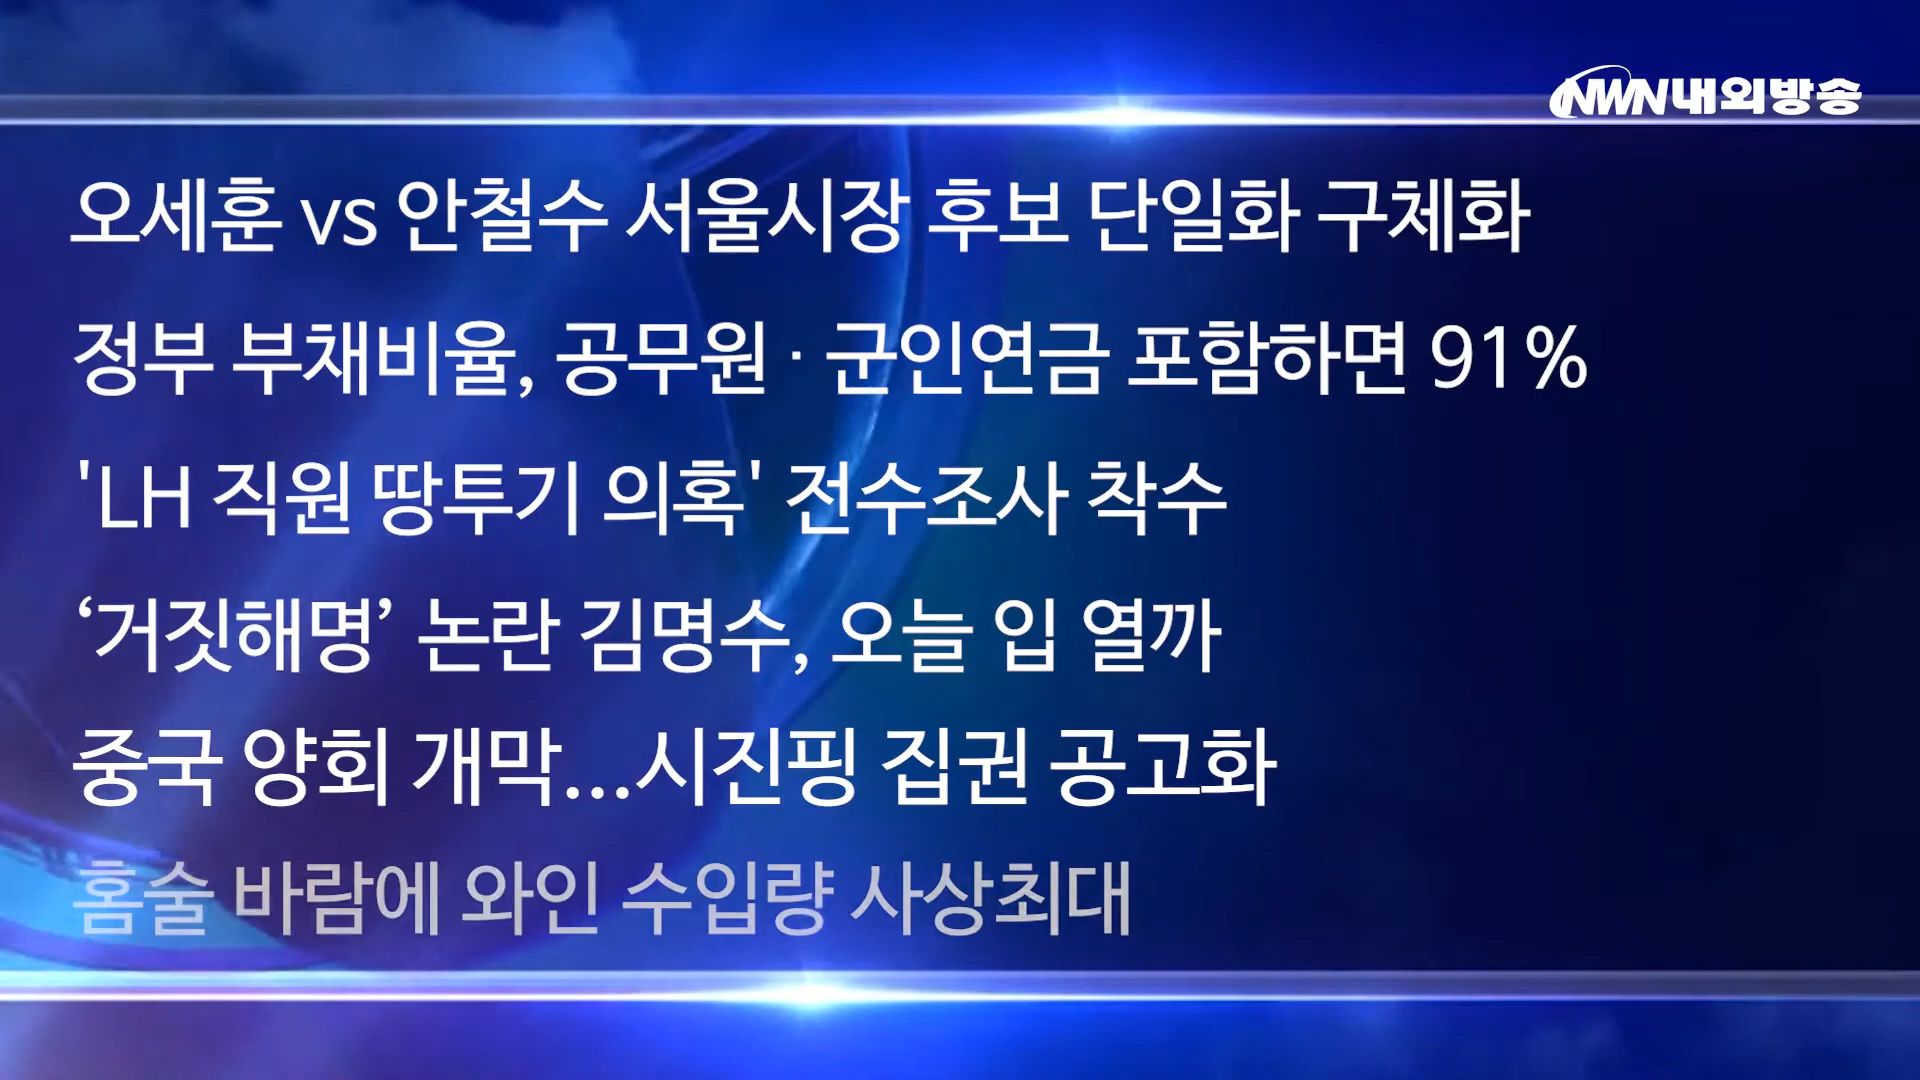 NWN내외방송
오세훈 vs 안철수 서울시장 후보 단일화 구체화
정부 부채비율, 공무원·군인연금 포함하면 91%
'LH 직원 땅투기 의혹' 전수조사 착수
‘거짓해명’ 논란 김명수, 오늘 입 열까
중국 양회 개막...시진핑 집권 공고화
홈술 바람에 와인 수입량 사상최대